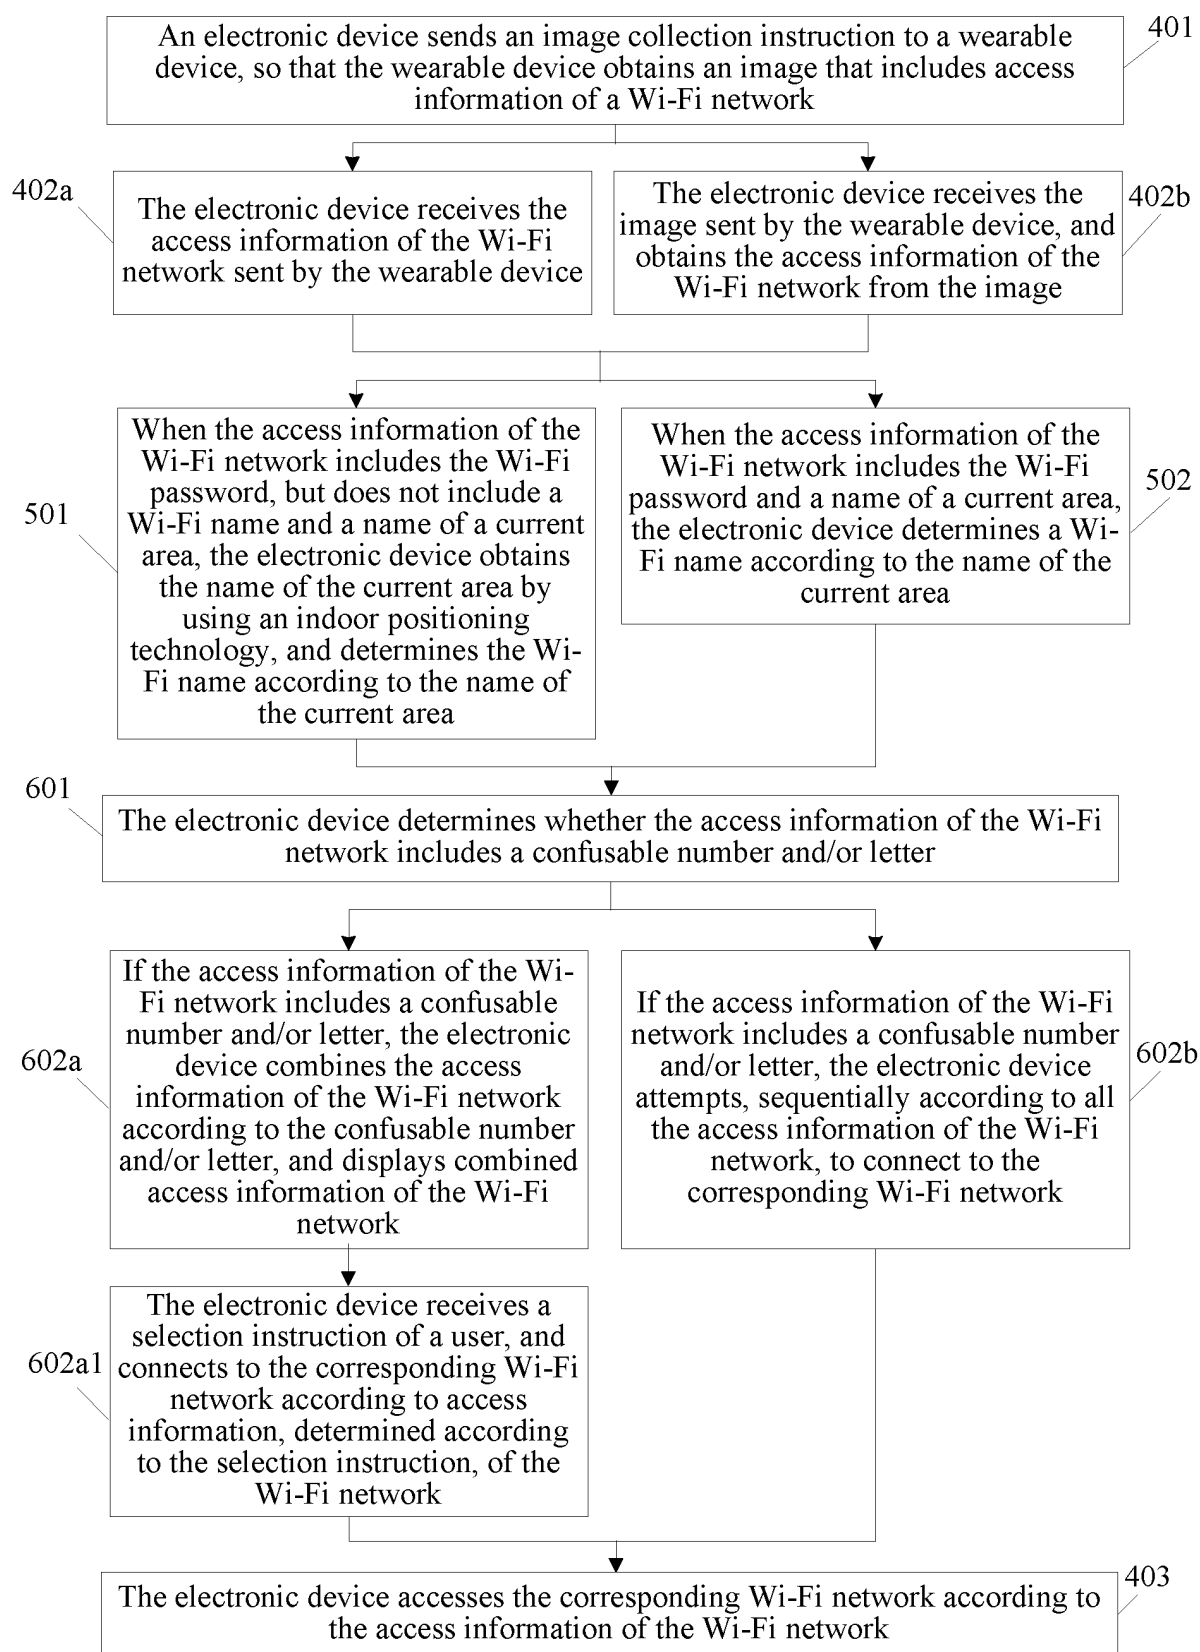 An electronic device sends an image collection instruction to a wearable
device, so that the wearable device obtains an image that includes access
information of a Wi-Fi network
401
402a
The electronic device receives the
access information of the Wi-Fi
network sent by the wearable device
The electronic device receives the
image sent by the wearable device, and
obtains the access information of the
Wi-Fi network from the image
402b
501
When the access information of the
Wi-Fi network includes the Wi-Fi
password, but does not include a
Wi-Fi name and a name of a current
area, the electronic device obtains
the name of the current area by
using an indoor positioning
technology, and determines the Wi-
Fi name according to the name of
the current area
When the access information of the
Wi-Fi network includes the Wi-Fi
password and a name of a current area,
the electronic device determines a Wi-
Fi name according to the name of the
current area
502
601
The electronic device determines whether the access information of the Wi-Fi
network includes a confusable number and/or letter
602a
If the access information of the Wi-
Fi network includes a confusable
number and/or letter, the electronic
device combines the access
information of the Wi-Fi network
according to the confusable number
and/or letter, and displays combined
access information of the Wi-Fi
network
If the access information of the Wi-Fi
network includes a confusable number
and/or letter, the electronic device
attempts, sequentially according to all
the access information of the Wi-Fi
network, to connect to the
corresponding Wi-Fi network
602b
602a1
The electronic device receives a
selection instruction of a user, and
connects to the corresponding Wi-Fi
network according to access
information, determined according
to the selection instruction, of the
Wi-Fi network
The electronic device accesses the corresponding Wi-Fi network according to
the access information of the Wi-Fi network
403